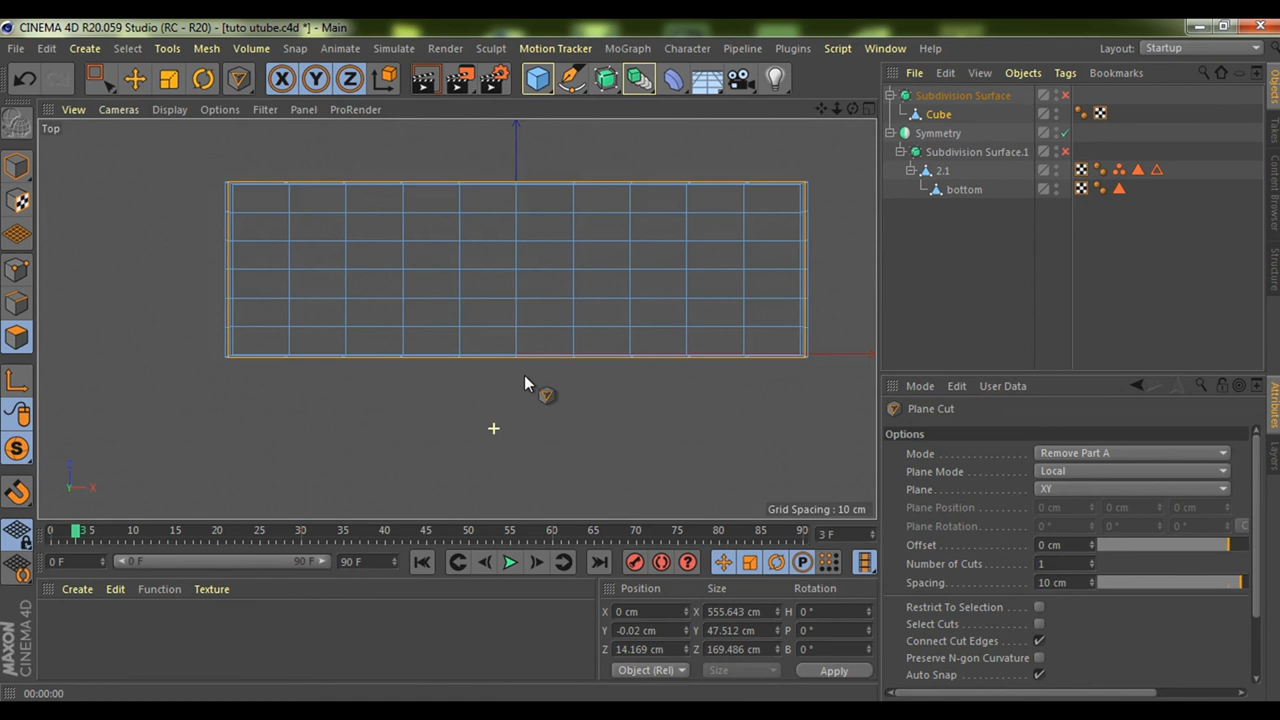 CINEMA 4D R20.059 Studio (RC - R20) - [tuto utube.c4d *] - Main
File Edit Create Select Tools Mesh Volume Snap Animate Simulate Render Sculpt Motion Tracker MoGraph Character Pipeline Plugins Script Window Help Layout: Startup
X Y Z
File Edit View Objects Tags Bookmarks
View Cameras Display Options Filter Panel ProRender
Top
Subdivision Surface
Cube
Symmetry
Subdivision Surface.1
2.1
bottom
Objects
Takes
Content Browser
Structure
Mode Edit User Data
Plane Cut
Options
Mode Remove Part A
Plane Mode Local
Plane XY
Plane Position 0 cm 0 cm 0 cm
Plane Rotation 0 ° 0 ° 0 ° C
Offset 0 cm
Number of Cuts 1
Spacing 10 cm
Restrict To Selection
Select Cuts
Connect Cut Edges
Preserve N-gon Curvature
Auto Snap
Attributes
Layers
Z
Y X
Grid Spacing : 10 cm
0 3 5 10 15 20 25 30 35 40 45 50 55 60 65 70 75 80 85 90 3 F
0 F 0 F 90 F 90 F
Create Edit Function Texture
Position Size Rotation
X 0 cm X 555.643 cm H 0 °
Y -0.02 cm Y 47.512 cm P 0 °
Z 14.169 cm Z 169.486 cm B 0 °
Object (Rel) Size Apply
MAXON CINEMA 4D
00:00:00